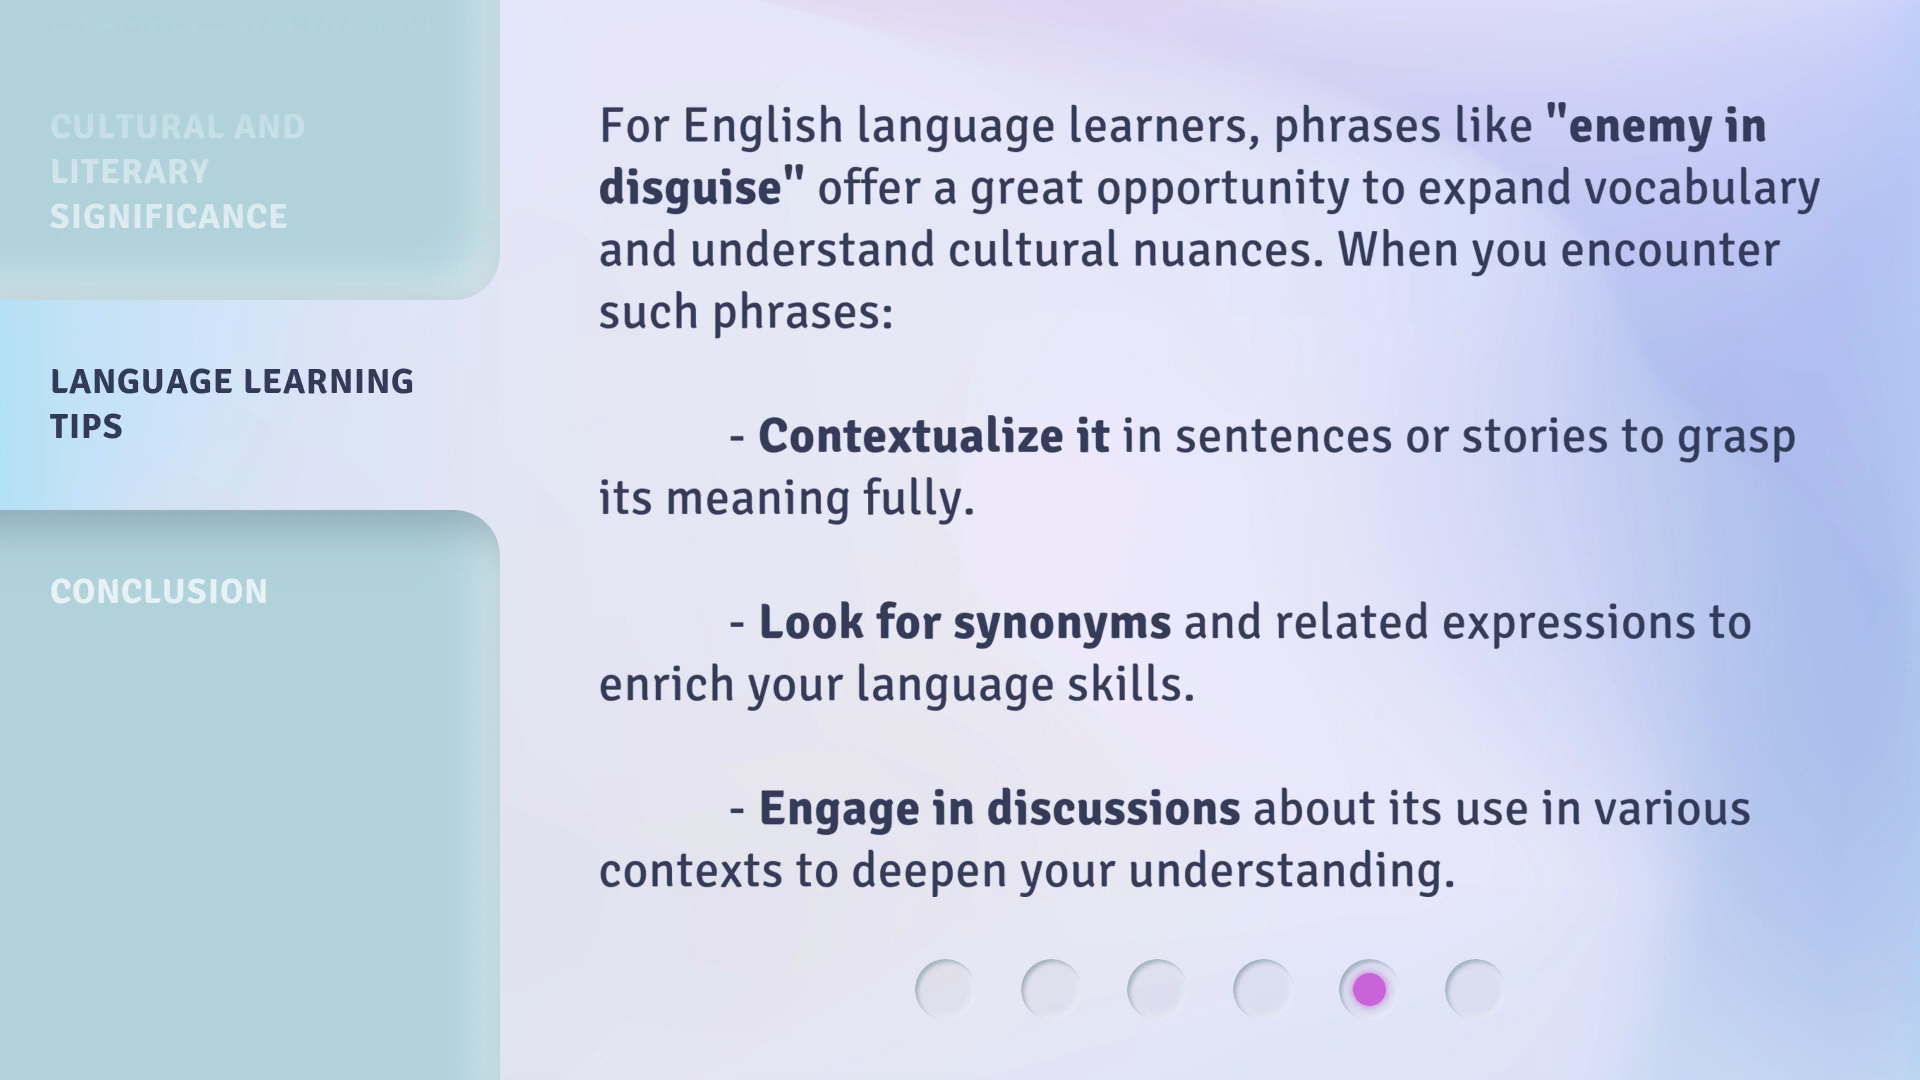 CULTURAL AND
LITERARY
SIGNIFICANCE
LANGUAGE LEARNING
TIPS
CONCLUSION
For English language learners, phrases like "enemy in
disguise" offer a great opportunity to expand vocabulary
and understand cultural nuances. When you encounter
such phrases:
- Contextualize it in sentences or stories to grasp
its meaning fully.
- Look for synonyms and related expressions to
enrich your language skills.
- Engage in discussions about its use in various
contexts to deepen your understanding.